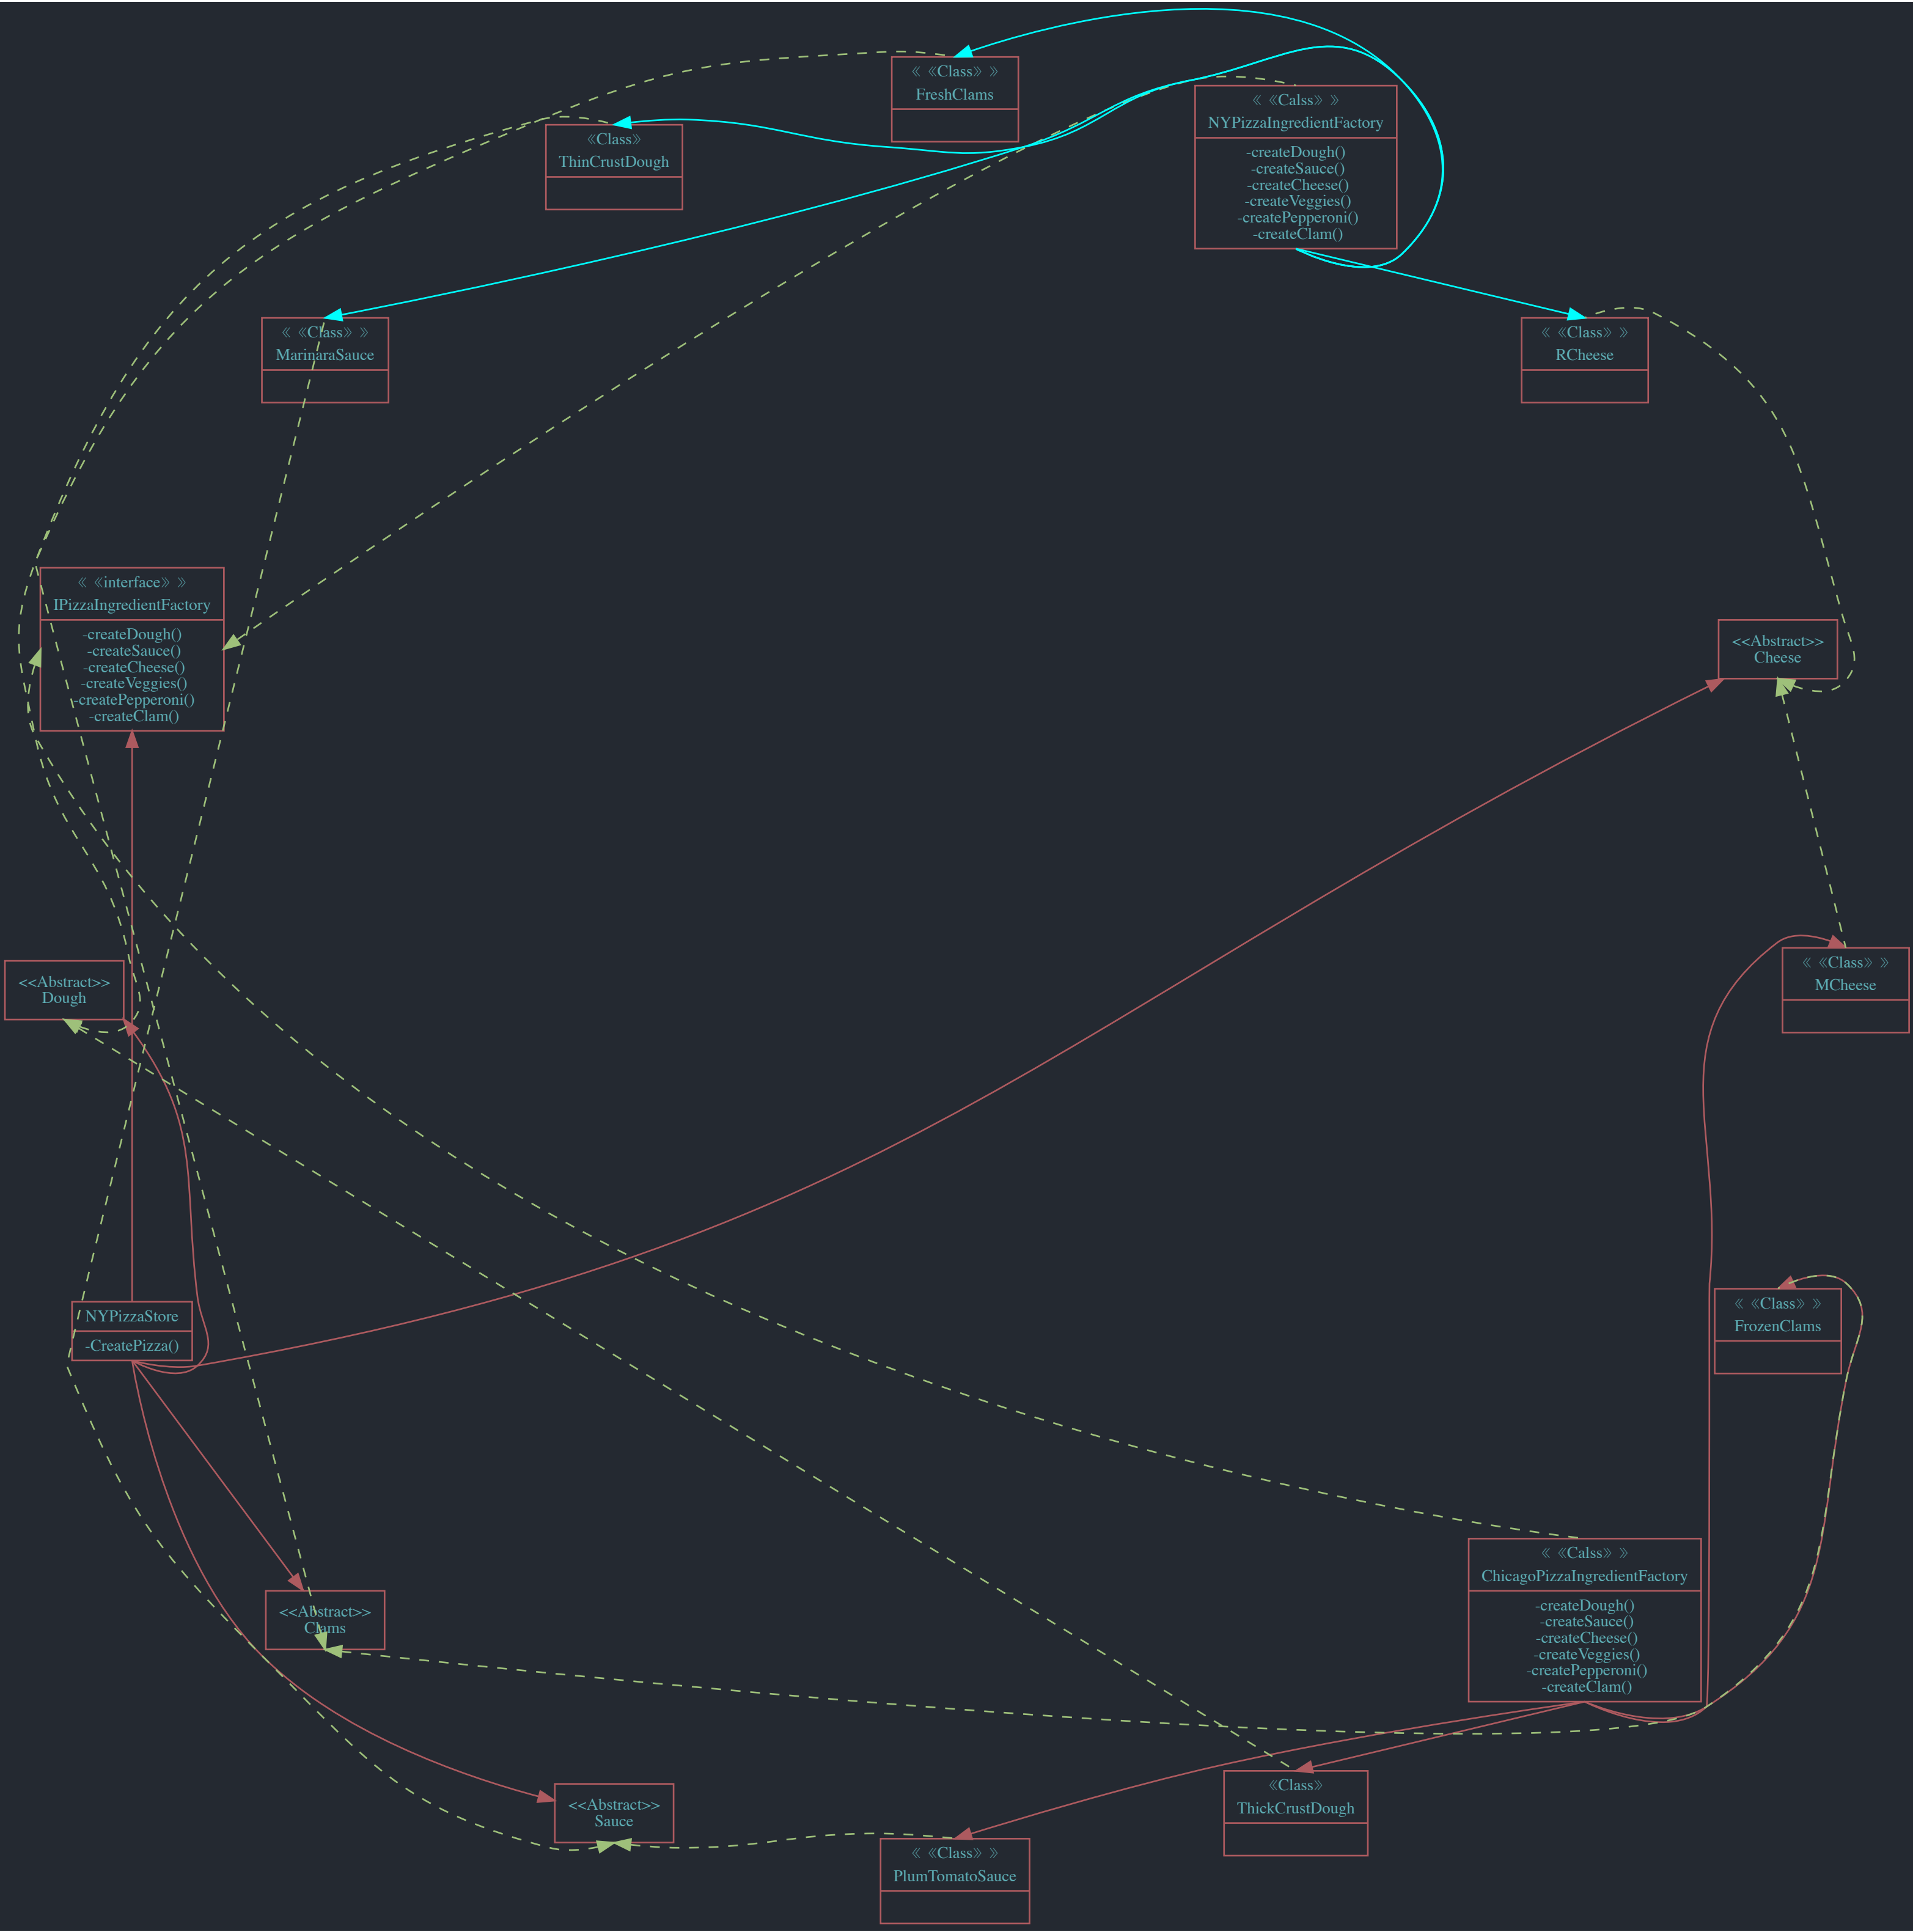 « «Class» »
FreshClams
« «Calss» »
NYPizzaIngredientFactory
-createDough()
-createSauce()
-createCheese()
-createVeggies()
-createPepperoni()
-createClam()
«Class»
ThinCrustDough
« «Class» »
MarinaraSauce
« «Class» »
RCheese
« «interface» »
IPizzaIngredientFactory
-createDough()
-createSauce()
-createCheese()
-createVeggies()
-createPepperoni()
-createClam()
<<Abstract>>
Cheese
<<Abstract>>
Dough
« «Class» »
MCheese
NYPizzaStore
-CreatePizza()
« «Class» »
FrozenClams
« «Calss» »
ChicagoPizzaIngredientFactory
-createDough()
-createSauce()
-createCheese()
-createVeggies()
-createPepperoni()
-createClam()
<<Abstract>>
Clams
«Class»
ThickCrustDough
<<Abstract>>
Sauce
« «Class» »
PlumTomatoSauce